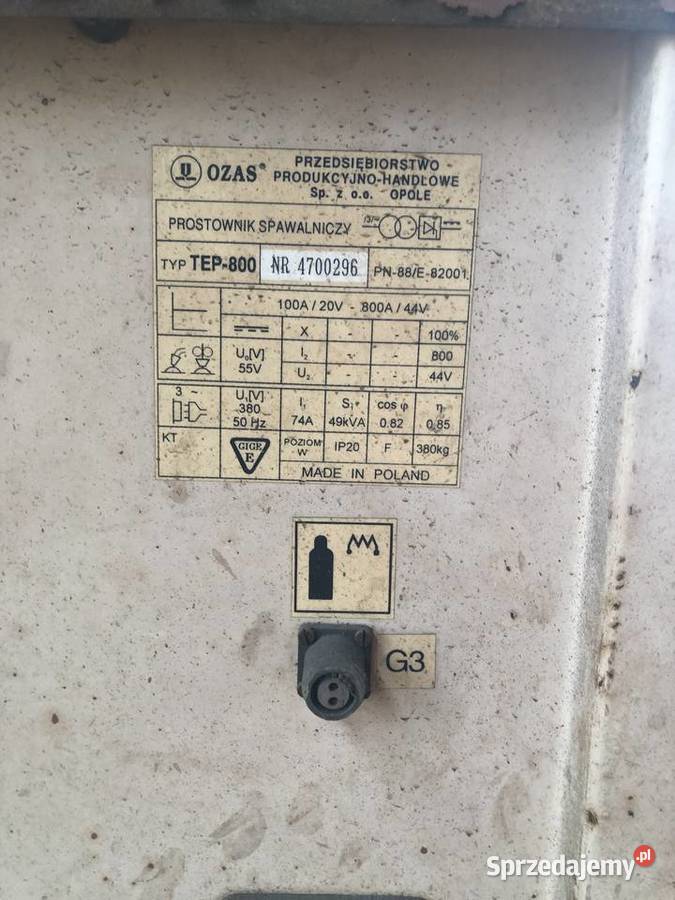 OZAS® PRZEDSIĘBIORSTWO
PRODUKCYJNO-HANDLOWE
Sp. z o.o. OPOLE
PROSTOWNIK SPAWALNICZY
TYP TEP-800 NR 4700296 PN-88/E-82001
100A / 20V - 800A / 44V
X - - 100%
U₀[V] 55V I₂ - - 800
U₂ - - 44V
3 ~ U₁[V] 380 50 Hz I₁ 74A S₁ 49kVA cos φ 0.82 η 0.85
KT GIGE E POZIOM W IP20 F 380kg
MADE IN POLAND
G3
Sprzedajemy.pl